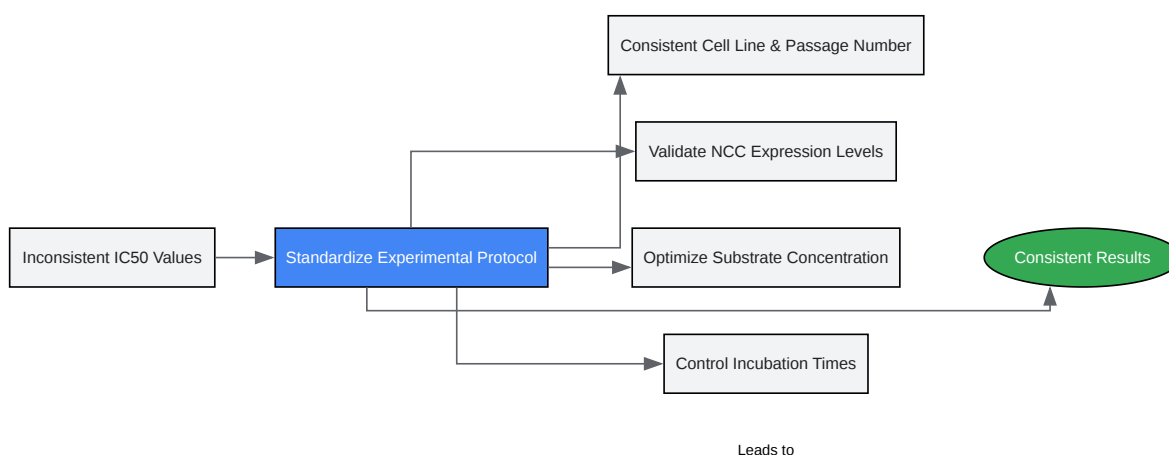 Consistent Cell Line & Passage Number
Validate NCC Expression Levels
Inconsistent IC50 Values
Standardize Experimental Protocol
Optimize Substrate Concentration
Consistent Results
Control Incubation Times
Leads to